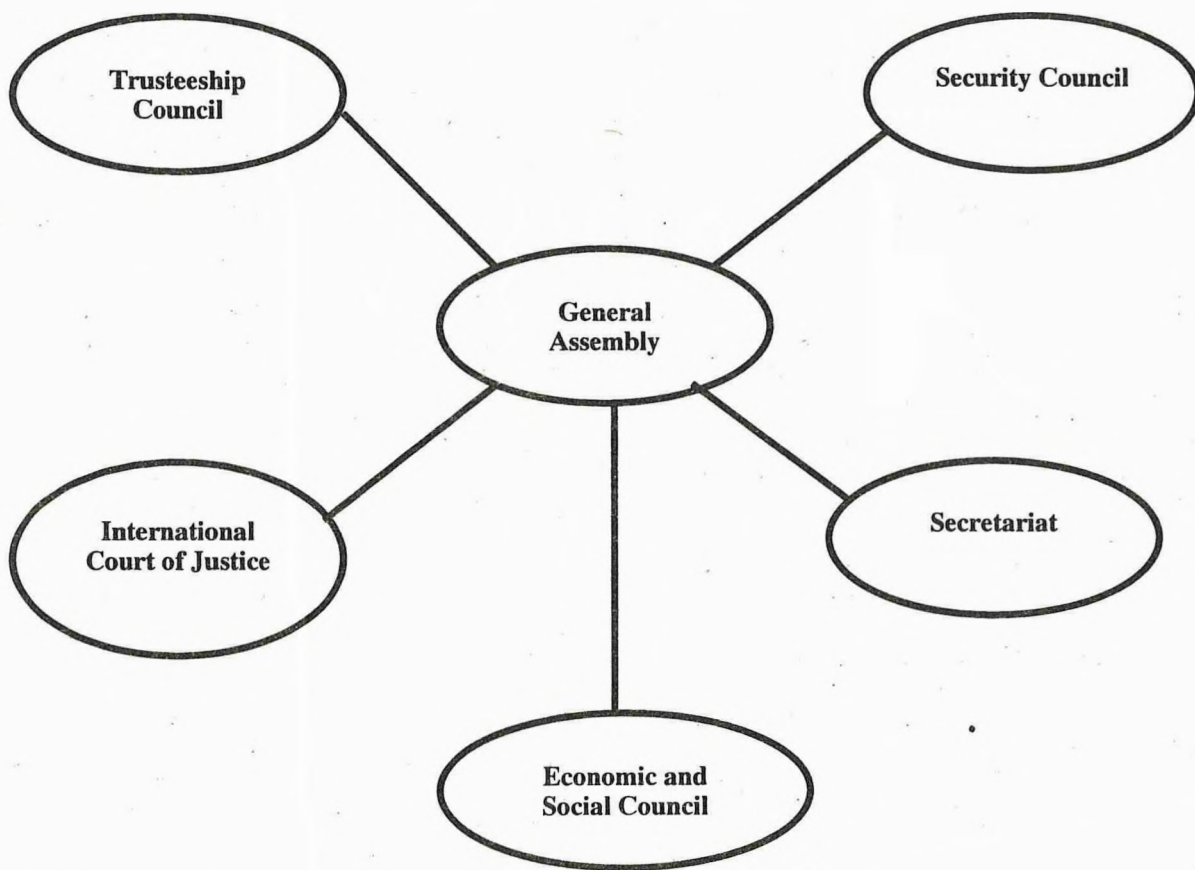 Trusteeship
Council
Security Council
General
Assembly
International
Court of Justice
Secretariat
Economic and
Social Council